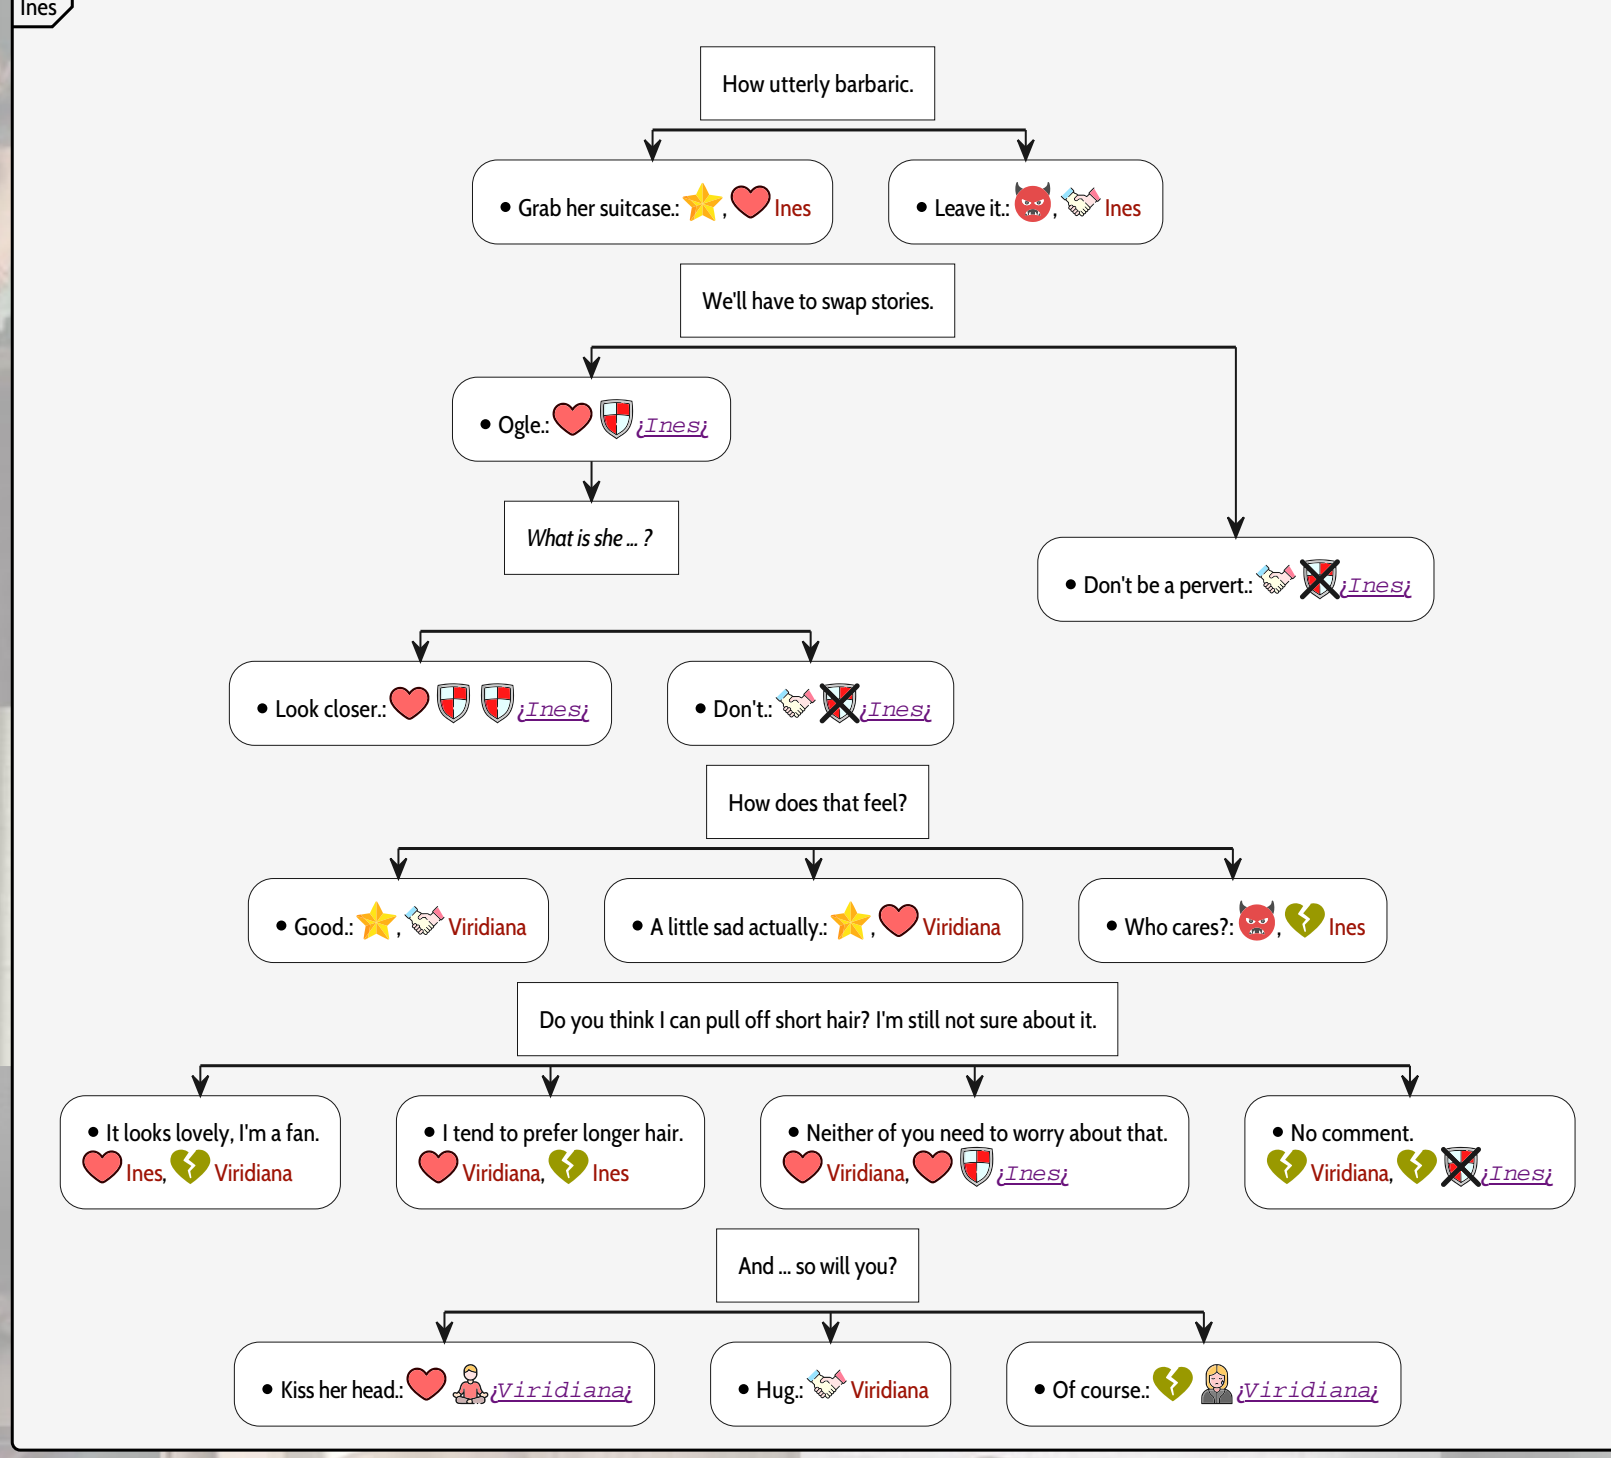 Ines
How utterly barbaric.
• Grab her suitcase.: , Ines
• Leave it.: , Ines
We'll have to swap stories.
• Ogle.: ¿Ines¿
What is she ... ?
• Don't be a pervert.: ¿Ines¿
• Look closer.: ¿Ines¿
• Don't.: ¿Ines¿
How does that feel?
• Good.: , Viridiana
• A little sad actually.: , Viridiana
• Who cares?: , Ines
Do you think I can pull off short hair? I'm still not sure about it.
• It looks lovely, I'm a fan.
Ines, Viridiana
• I tend to prefer longer hair.
Viridiana, Ines
• Neither of you need to worry about that.
Viridiana, ¿Ines¿
• No comment.
Viridiana, ¿Ines¿
And ... so will you?
• Kiss her head.: ¿Viridiana¿
• Hug.: Viridiana
• Of course.: ¿Viridiana¿